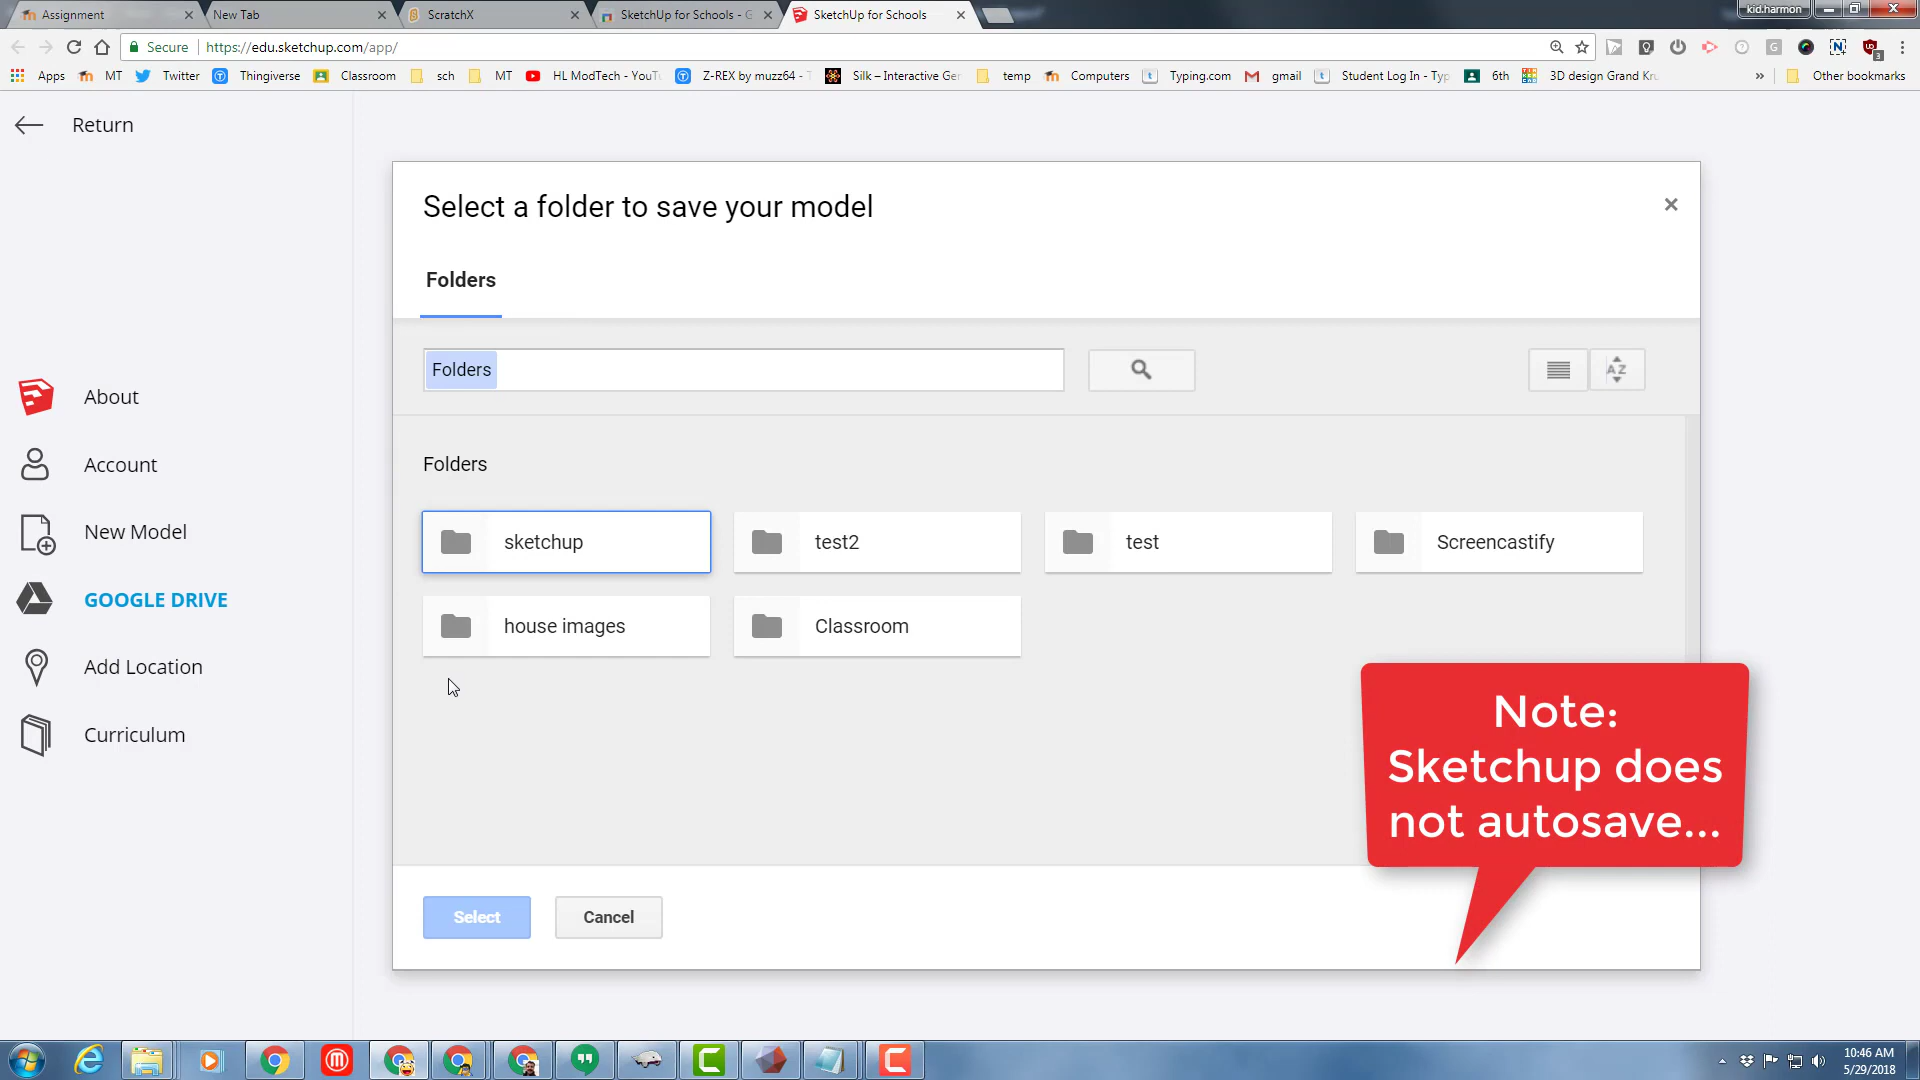 Assignment
New Tab
ScratchX
SketchUp for Schools - G
SketchUp for Schools
kid.harmon
Secure
https://edu.sketchup.com/app/
Apps
MT
Twitter
Thingiverse
Classroom
sch
MT
HL ModTech - YouT
Z-REX by muzz64 - T
Silk – Interactive Ger
temp
Computers
Typing.com
gmail
Student Log In - Typ
6th
3D design Grand Kru
»
Other bookmarks
Return
Select a folder to save your model
Folders
Folders
AZ
About
Account
New Model
GOOGLE DRIVE
Add Location
Curriculum
Folders
sketchup
test2
test
Screencastify
house images
Classroom
Note:
Sketchup does
not autosave...
Select
Cancel
10:46 AM
5/29/2018